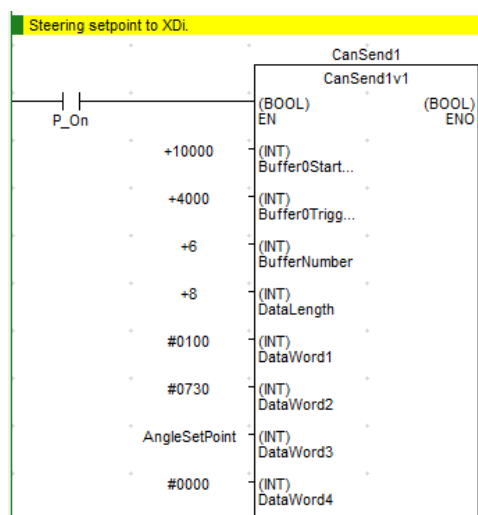 Steering setpoint to XDi.
CanSend1
CanSend1v1
(BOOL) (BOOL)
P_On EN ENO
+10000 (INT)
Buffer0Start...
+4000 (INT)
Buffer0Trigg...
+6 (INT)
BufferNumber
+8 (INT)
DataLength
#0100 (INT)
DataWord1
#0730 (INT)
DataWord2
AngleSetPoint (INT)
DataWord3
#0000 (INT)
DataWord4